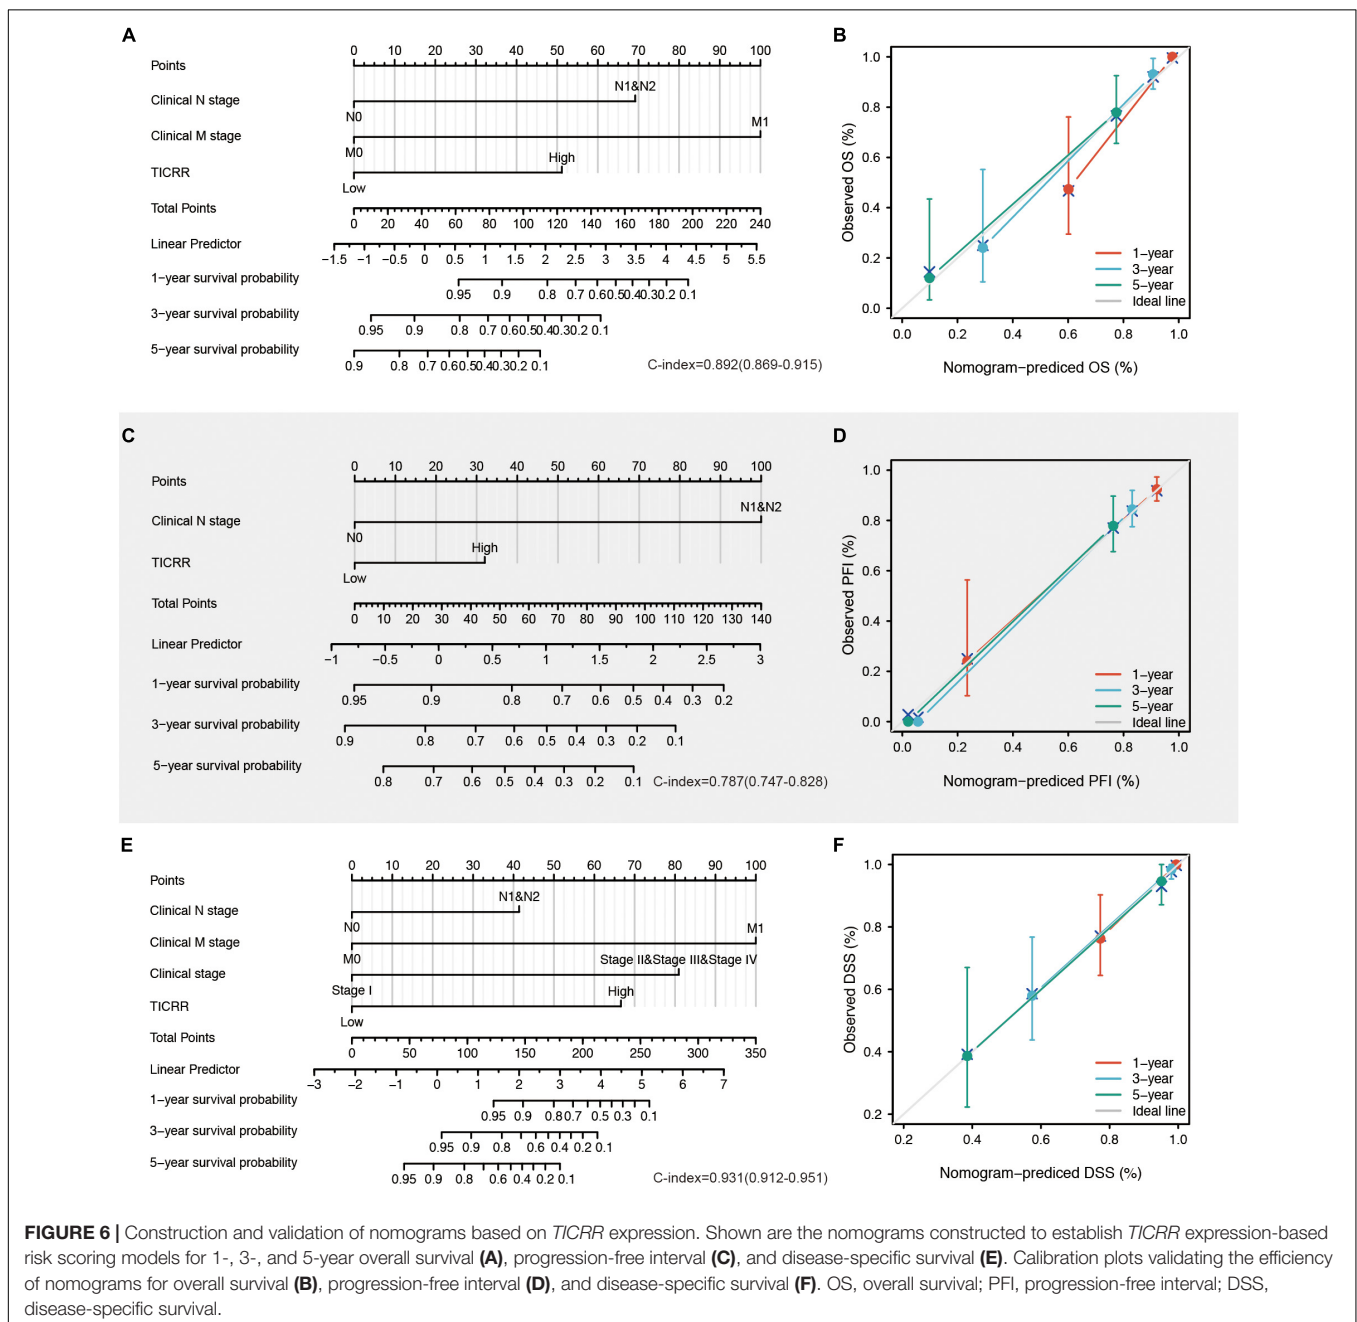 A
0 10 20 30 40 50 60 70 80 90 100
Points
N1&N2
Clinical N stage
N0
M1
Clinical M stage
M0
High
TICRR
Low
Total Points
0 20 40 60 80 100 120 140 160 180 200 220 240
Linear Predictor
−1.5 −1 −0.5 0 0.5 1 1.5 2 2.5 3 3.5 4 4.5 5 5.5
1−year survival probability
0.95 0.9 0.8 0.7 0.6 0.5 0.4 0.3 0.2 0.1
3−year survival probability
0.95 0.9 0.8 0.7 0.6 0.5 0.4 0.3 0.2 0.1
5−year survival probability
0.9 0.8 0.7 0.6 0.5 0.4 0.3 0.2 0.1
C-index=0.892(0.869-0.915)
B
Observed OS (%)
1.0
0.8
0.6
0.4
0.2
0.0
1−year
3−year
5−year
Ideal line
0.0 0.2 0.4 0.6 0.8 1.0
Nomogram−prediced OS (%)
C
0 10 20 30 40 50 60 70 80 90 100
Points
N1&N2
Clinical N stage
N0
High
TICRR
Low
Total Points
0 10 20 30 40 50 60 70 80 90 100 110 120 130 140
Linear Predictor
−1 −0.5 0 0.5 1 1.5 2 2.5 3
1−year survival probability
0.95 0.9 0.8 0.7 0.6 0.5 0.4 0.3 0.2
3−year survival probability
0.9 0.8 0.7 0.6 0.5 0.4 0.3 0.2 0.1
5−year survival probability
0.8 0.7 0.6 0.5 0.4 0.3 0.2 0.1
C-index=0.787(0.747-0.828)
D
Observed PFI (%)
1.0
0.8
0.6
0.4
0.2
0.0
1−year
3−year
5−year
Ideal line
0.0 0.2 0.4 0.6 0.8 1.0
Nomogram−prediced PFI (%)
E
0 10 20 30 40 50 60 70 80 90 100
Points
N1&N2
Clinical N stage
N0
M1
Clinical M stage
M0
Stage II&Stage III&Stage IV
Clinical stage
Stage I
High
TICRR
Low
Total Points
0 50 100 150 200 250 300 350
Linear Predictor
−3 −2 −1 0 1 2 3 4 5 6 7
1−year survival probability
0.95 0.9 0.8 0.7 0.5 0.3 0.1
3−year survival probability
0.95 0.9 0.8 0.6 0.4 0.2 0.1
5−year survival probability
0.95 0.9 0.8 0.6 0.4 0.2 0.1
C-index=0.931(0.912-0.951)
F
Observed DSS (%)
1.0
0.8
0.6
0.4
0.2
1−year
3−year
5−year
Ideal line
0.2 0.4 0.6 0.8 1.0
Nomogram−prediced DSS (%)
FIGURE 6 | Construction and validation of nomograms based on TICRR expression. Shown are the nomograms constructed to establish TICRR expression-based
risk scoring models for 1-, 3-, and 5-year overall survival (A), progression-free interval (C), and disease-specific survival (E). Calibration plots validating the efficiency
of nomograms for overall survival (B), progression-free interval (D), and disease-specific survival (F). OS, overall survival; PFI, progression-free interval; DSS,
disease-specific survival.